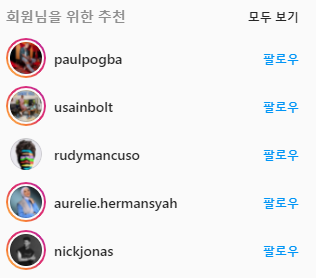 회원님을 위한 추천 모두 보기
paulpogba 팔로우
usainbolt 팔로우
rudymancuso 팔로우
aurelie.hermansyah 팔로우
nickjonas 팔로우